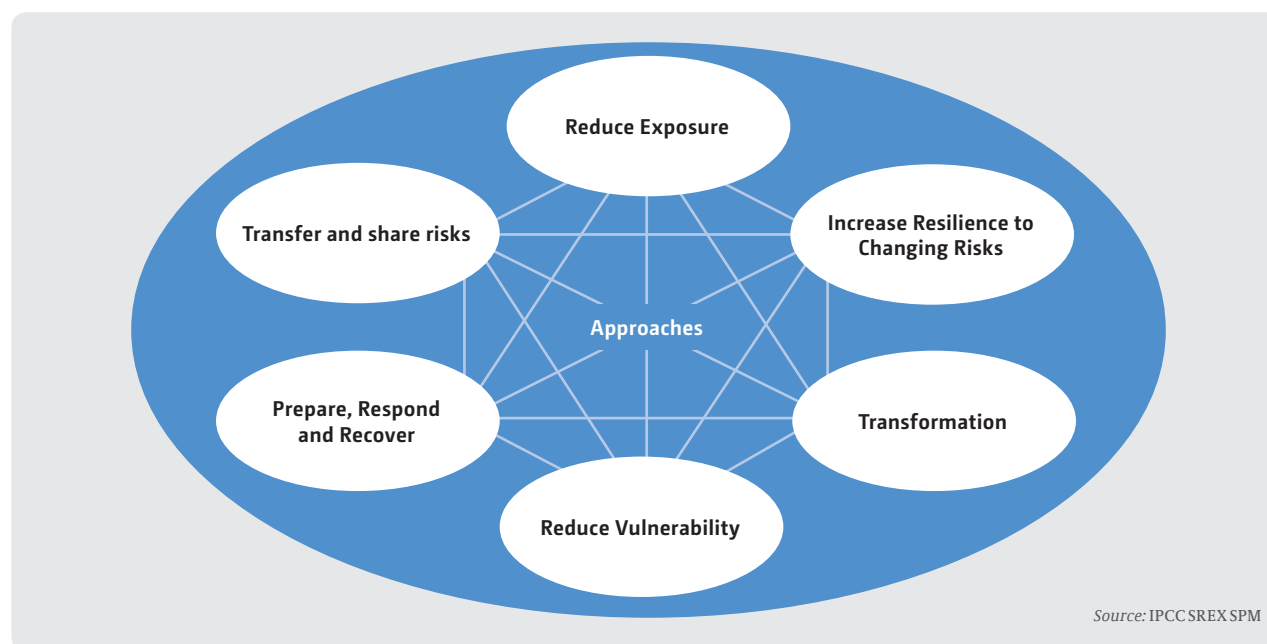 Reduce Exposure
Transfer and share risks
Increase Resilience to
Changing Risks
Approaches
Prepare, Respond
and Recover
Transformation
Reduce Vulnerability
Source: IPCC SREX SPM